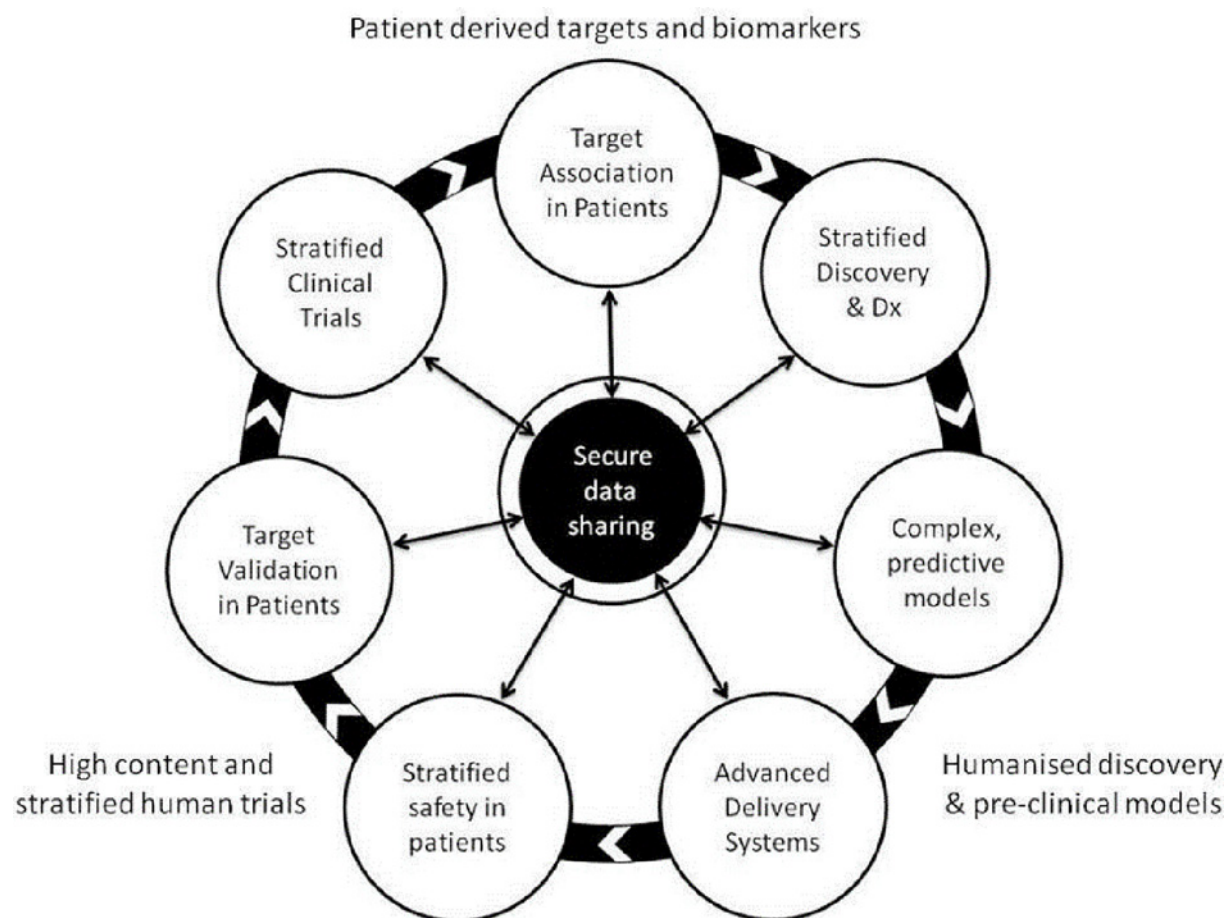 Patient derived targets and biomarkers
Target
Association
in Patients
Stratified
Discovery
& Dx
Complex,
predictive
models
Humanised discovery
& pre-clinical models
Advanced
Delivery
Systems
Stratified
safety in
patients
High content and
stratified human trials
Target
Validation
in Patients
Stratified
Clinical
Trials
Secure
data
sharing